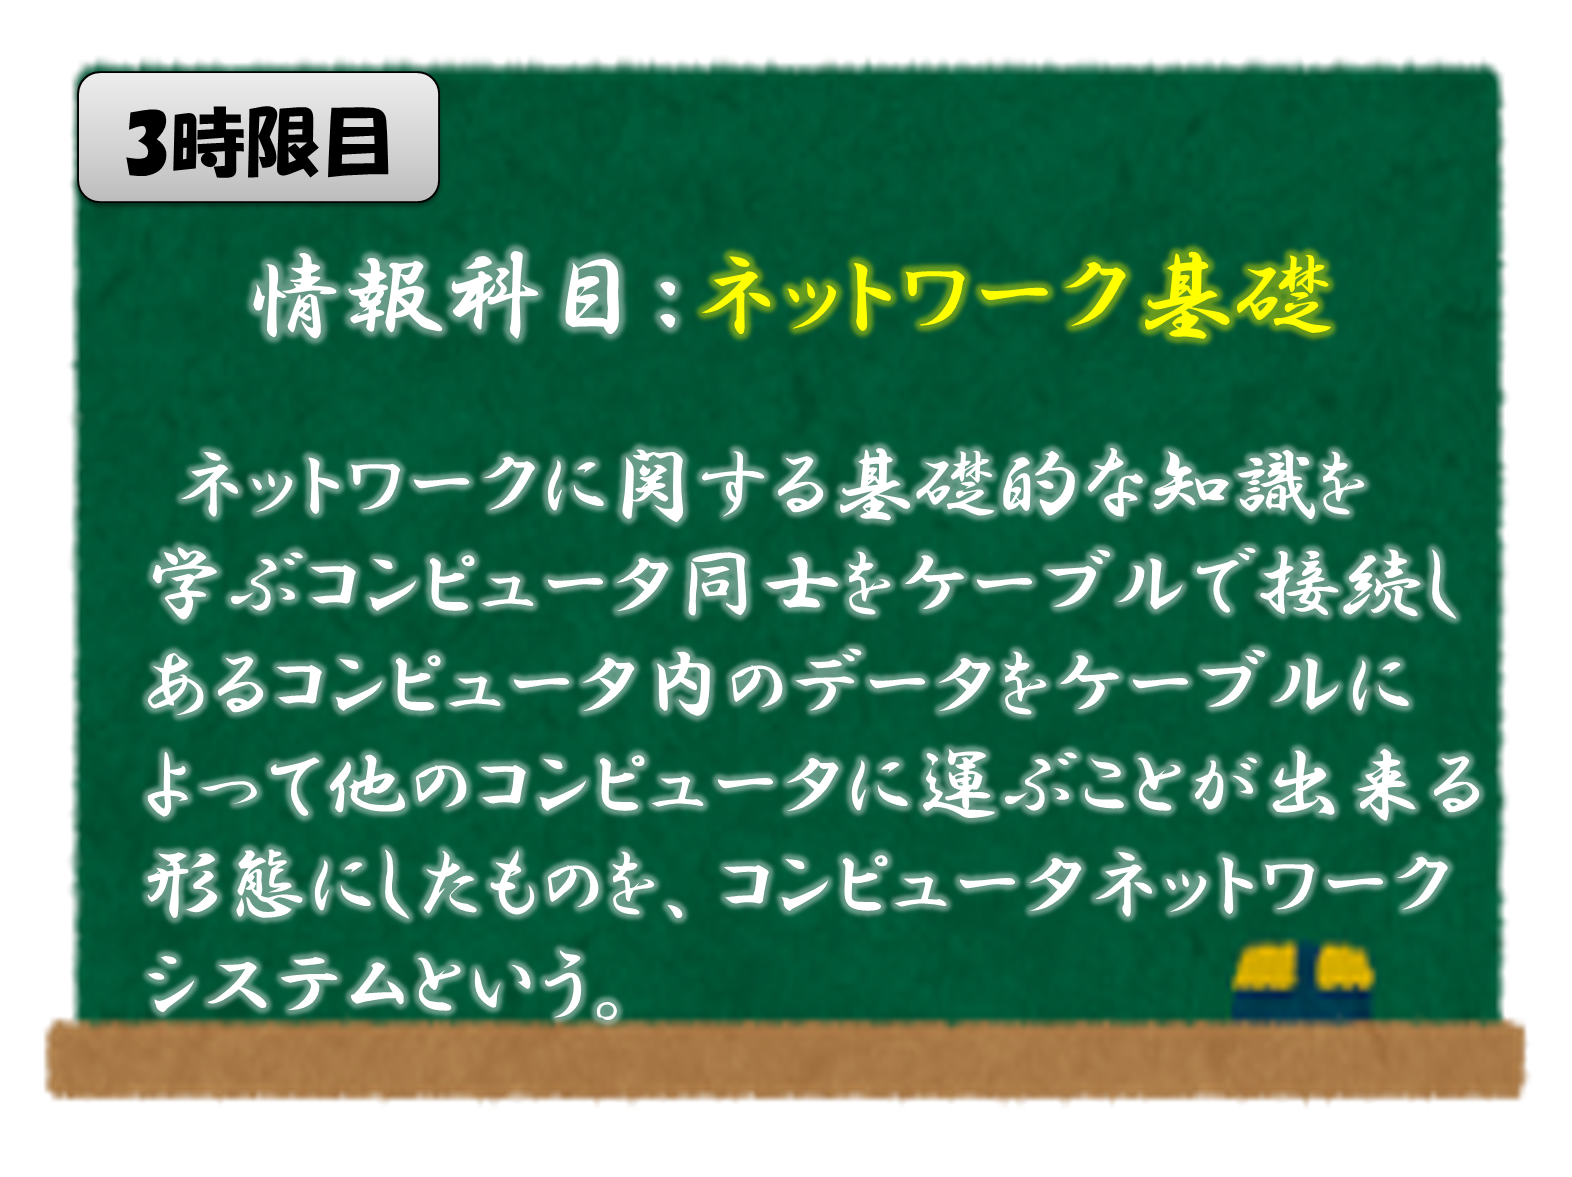 3時限目
情報科目：ネットワーク基礎
ネットワークに関する基礎的な知識を
学ぶコンピュータ同士をケーブルで接続し
あるコンピュータ内のデータをケーブルに
よって他のコンピュータに運ぶことが出来る
形態にしたものを、コンピュータネットワーク
システムという。